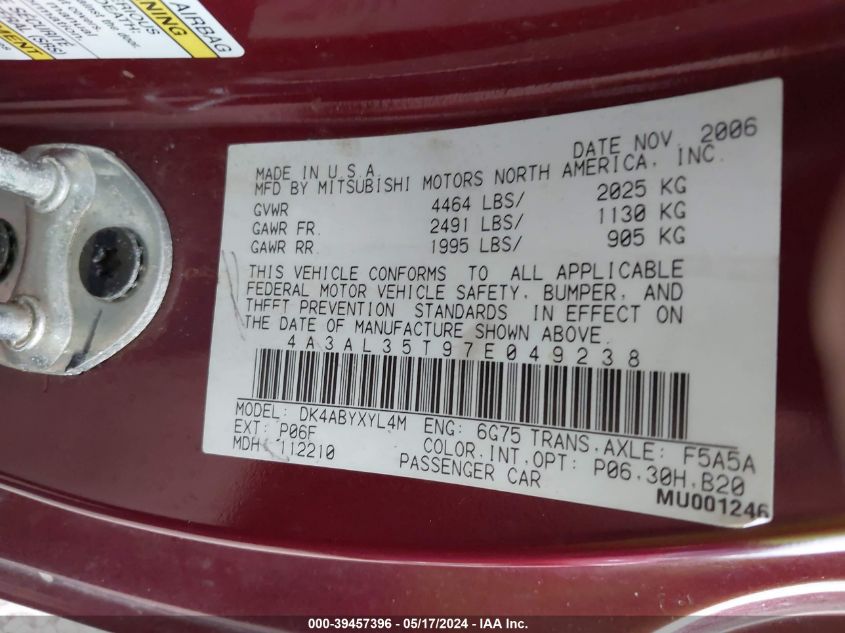 AIRBAG
WARNING
DATE NOV. 2006
MADE IN U.S.A.
MFD BY MITSUBISHI MOTORS NORTH AMERICA, INC.
GVWR 4464 LBS/ 2025 KG
GAWR FR. 2491 LBS/ 1130 KG
GAWR RR. 1995 LBS/ 905 KG
THIS VEHICLE CONFORMS TO ALL APPLICABLE
FEDERAL MOTOR VEHICLE SAFETY, BUMPER, AND
THEFT PREVENTION STANDARDS IN EFFECT ON
THE DATE OF MANUFACTURE SHOWN ABOVE.
4A3AL35T97E049238
MODEL: DK4ABYXYL4M ENG: 6G75 TRANS.AXLE: F5A5A
EXT: P06F COLOR.INT.OPT: P06.30H.B20
MDH: 112210 PASSENGER CAR
MU001246
000-39457396 - 05/17/2024 - IAA Inc.